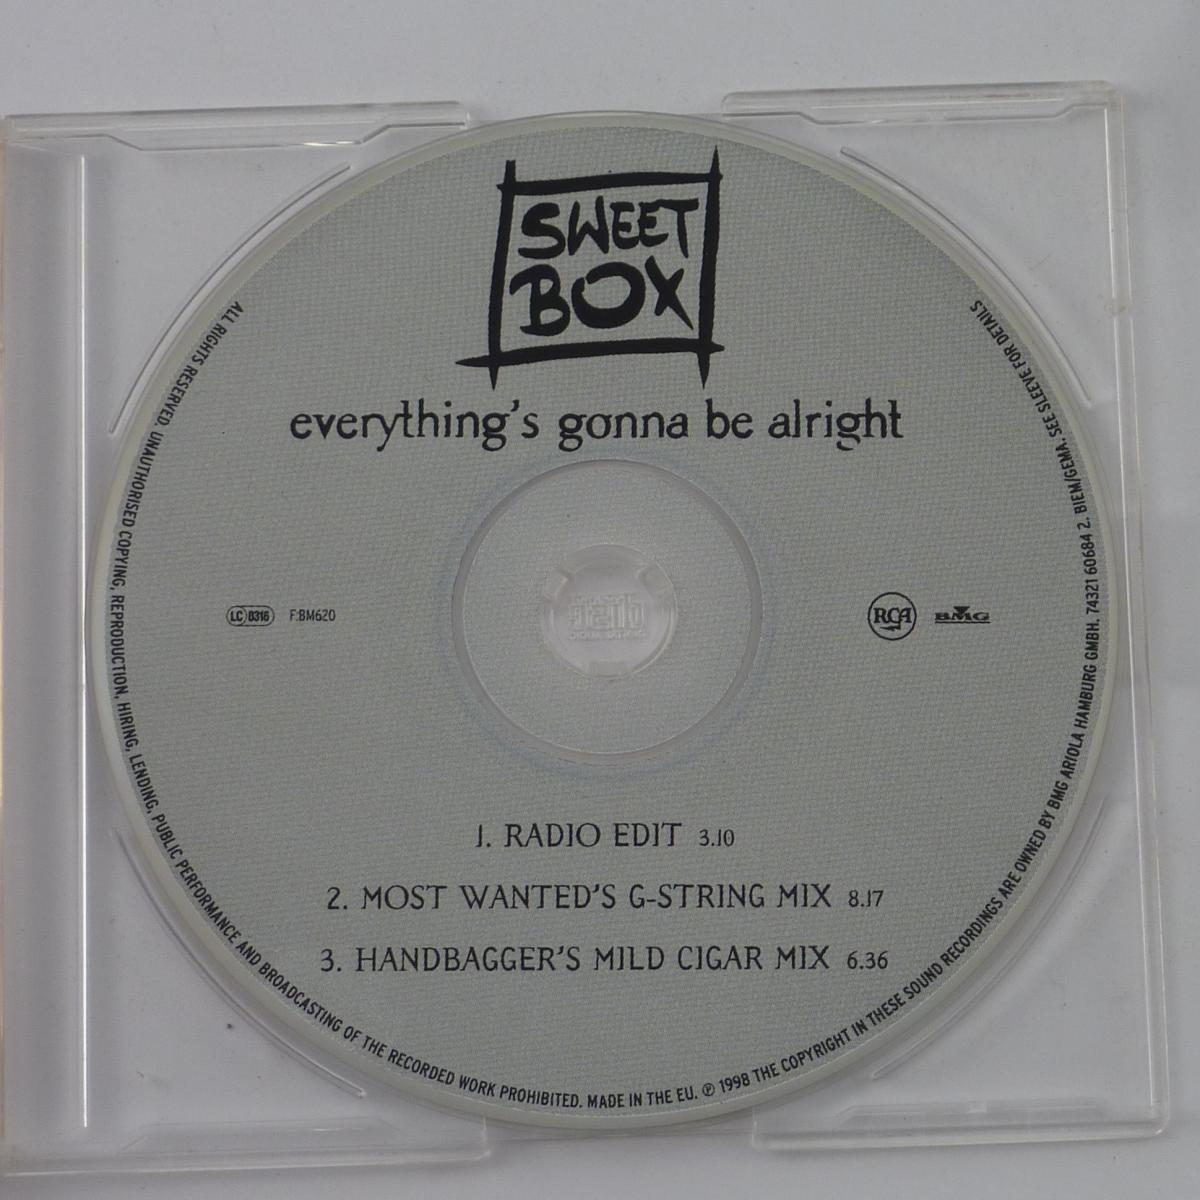 SWEET
BOX
everything's gonna be alright
LC 0316 F:BM620
RCA BMG
1. RADIO EDIT 3.10
2. MOST WANTED'S G-STRING MIX 8.17
3. HANDBAGGER'S MILD CIGAR MIX 6.36
ALL RIGHTS RESERVED. UNAUTHORISED COPYING, REPRODUCTION, HIRING, LENDING, PUBLIC PERFORMANCE AND BROADCASTING OF THE RECORDED WORK PROHIBITED. MADE IN THE EU. ℗ 1998 THE COPYRIGHT IN THESE SOUND RECORDINGS ARE OWNED BY BMG ARIOLA HAMBURG GMBH. 74321 60684 2. BIEM/GEMA. SEE SLEEVE FOR DETAILS